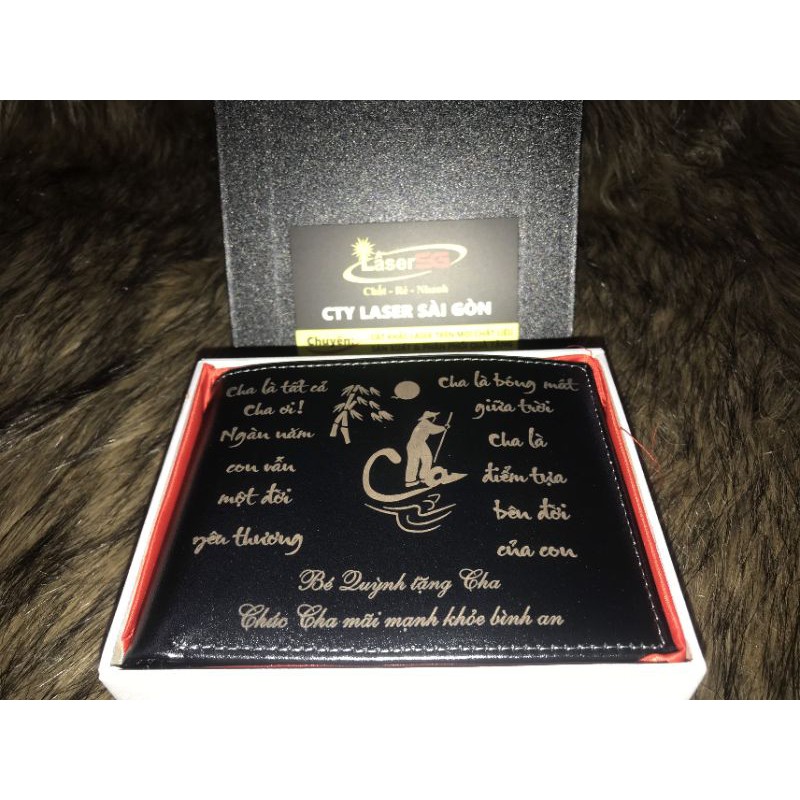 Laser SG
Chất - Rẻ - Nhanh
CTY LASER SÀI GÒN
Chuyên
Cha là tất cả
Cha ơi!
Ngàn năm
con vẫn
một đời
yêu thương
Cha là bóng mát
giữa trời
Cha là
điểm tựa
bên đời
của con
Cha
Bé Quỳnh tặng Cha
Chúc Cha mãi mạnh khỏe bình an